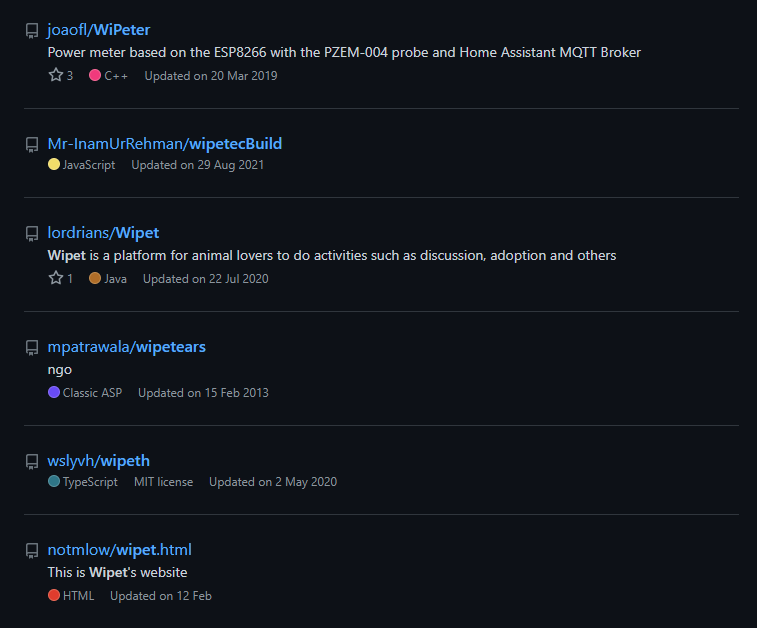 joaofl/WiPeter
Power meter based on the ESP8266 with the PZEM-004 probe and Home Assistant MQTT Broker
3 C++ Updated on 20 Mar 2019
Mr-InamUrRehman/wipetecBuild
JavaScript Updated on 29 Aug 2021
lordrians/Wipet
Wipet is a platform for animal lovers to do activities such as discussion, adoption and others
1 Java Updated on 22 Jul 2020
mpatrawala/wipetears
ngo
Classic ASP Updated on 15 Feb 2013
wslyvh/wipeth
TypeScript MIT license Updated on 2 May 2020
notmlow/wipet.html
This is Wipet's website
HTML Updated on 12 Feb